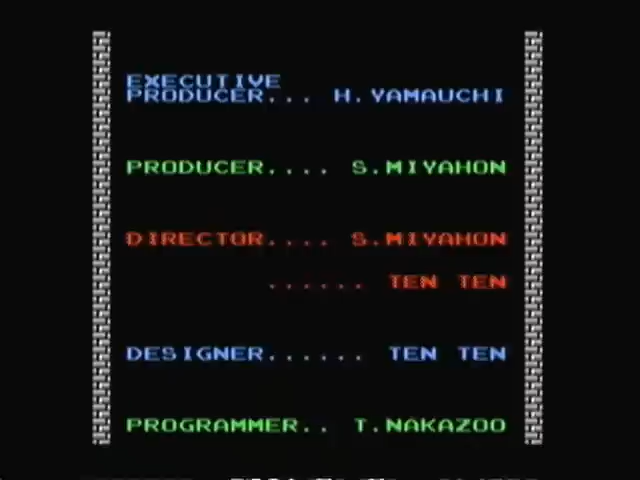 EXECUTIVE
PRODUCER... H.YAMAUCHI
PRODUCER.... S.MIYAHON
DIRECTOR.... S.MIYAHON
...... TEN TEN
DESIGNER...... TEN TEN
PROGRAMMER.. T.NAKAZOO